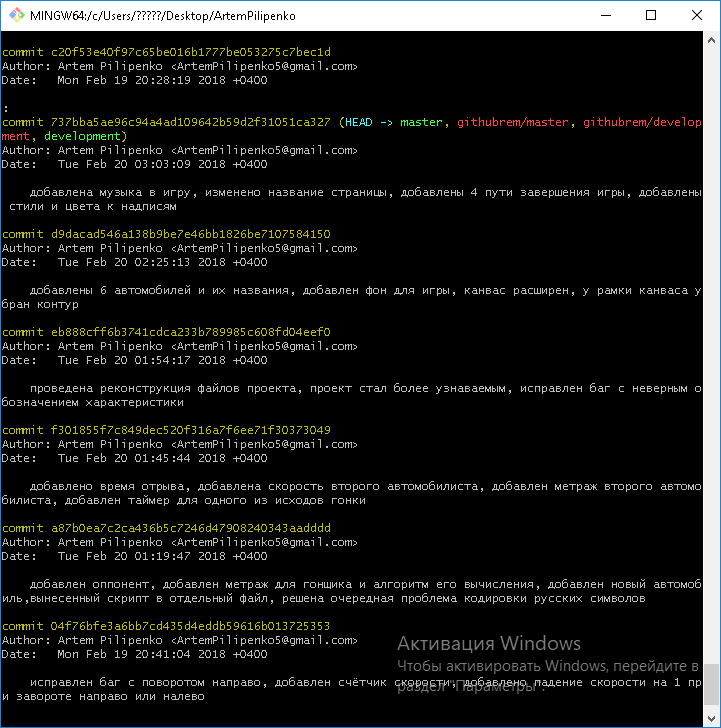 MINGW64:/c/Users/?????/Desktop/ArtemPilipenko
commit c20f53e40f97c65be016b1777be053275c7bec1d
Author: Artem Pilipenko <ArtemPilipenko5@gmail.com>
Date:   Mon Feb 19 20:28:19 2018 +0400
:
commit 737bba5ae96c94a4ad109642b59d2f31051ca327 (HEAD -> master, githubrem/master, githubrem/develop
ment, development)
Author: Artem Pilipenko <ArtemPilipenko5@gmail.com>
Date:   Tue Feb 20 03:03:09 2018 +0400
добавлена музыка в игру, изменено название страницы, добавлены 4 пути завершения игры, добавлены
стили и цвета к надписям
commit d9dacad546a138b9be7e46bb1826be7107584150
Author: Artem Pilipenko <ArtemPilipenko5@gmail.com>
Date:   Tue Feb 20 02:25:13 2018 +0400
добавлены 6 автомобилей и их названия, добавлен фон для игры, канвас расширен, у рамки канваса у
бран контур
commit eb888cff6b3741cdca233b789985c608fd04eef0
Author: Artem Pilipenko <ArtemPilipenko5@gmail.com>
Date:   Tue Feb 20 01:54:17 2018 +0400
проведена реконструкция файлов проекта, проект стал более узнаваемым, исправлен баг с неверным о
бозначением характеристики
commit f301855f7c849dec520f316a7f6ee71f30373049
Author: Artem Pilipenko <ArtemPilipenko5@gmail.com>
Date:   Tue Feb 20 01:45:44 2018 +0400
добавлено время отрыва, добавлена скорость второго автомобилиста, добавлен метраж второго автомо
билиста, добавлен таймер для одного из исходов гонки
commit a87b0ea7c2ca436b5c7246d47908240343aadddd
Author: Artem Pilipenko <ArtemPilipenko5@gmail.com>
Date:   Tue Feb 20 01:19:47 2018 +0400
добавлен оппонент, добавлен метраж для гонщика и алгоритм его вычисления, добавлен новый автомоб
иль,вынесенный скрипт в отдельный файл, решена очередная проблема кодировки русских символов
commit 04f76bfe3a6bb7cd435d4eddb59616b013725353
Author: Artem Pilipenko <ArtemPilipenko5@gmail.com>
Date:   Mon Feb 19 20:41:04 2018 +0400
исправлен баг с поворотом направо, добавлен счётчик скорости, добавлено падение скорости на 1 пр
и завороте направо или налево
Активация Windows
Чтобы активировать Windows, перейдите в
раздел "Параметры".